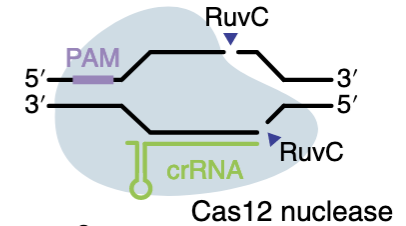 RuvC
PAM
5′ 3′
3′ 5′
RuvC
crRNA
Cas12 nuclease